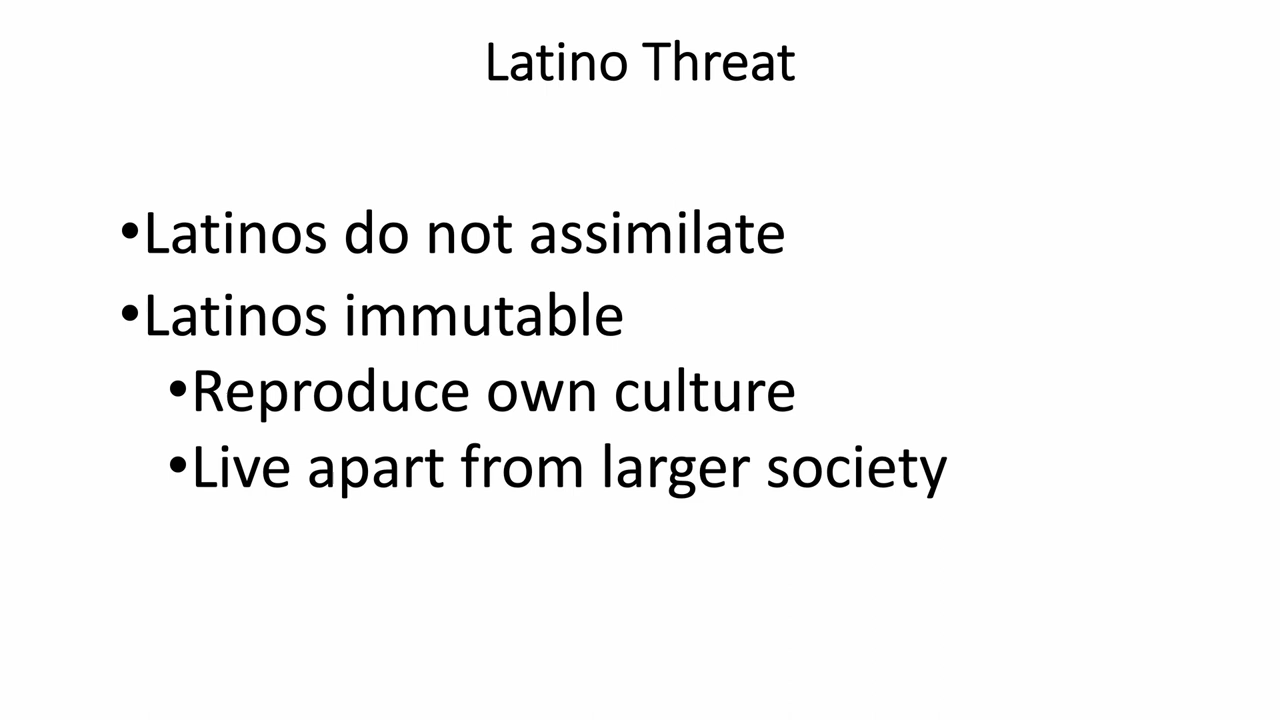 Latino Threat
•Latinos do not assimilate
•Latinos immutable
•Reproduce own culture
•Live apart from larger society